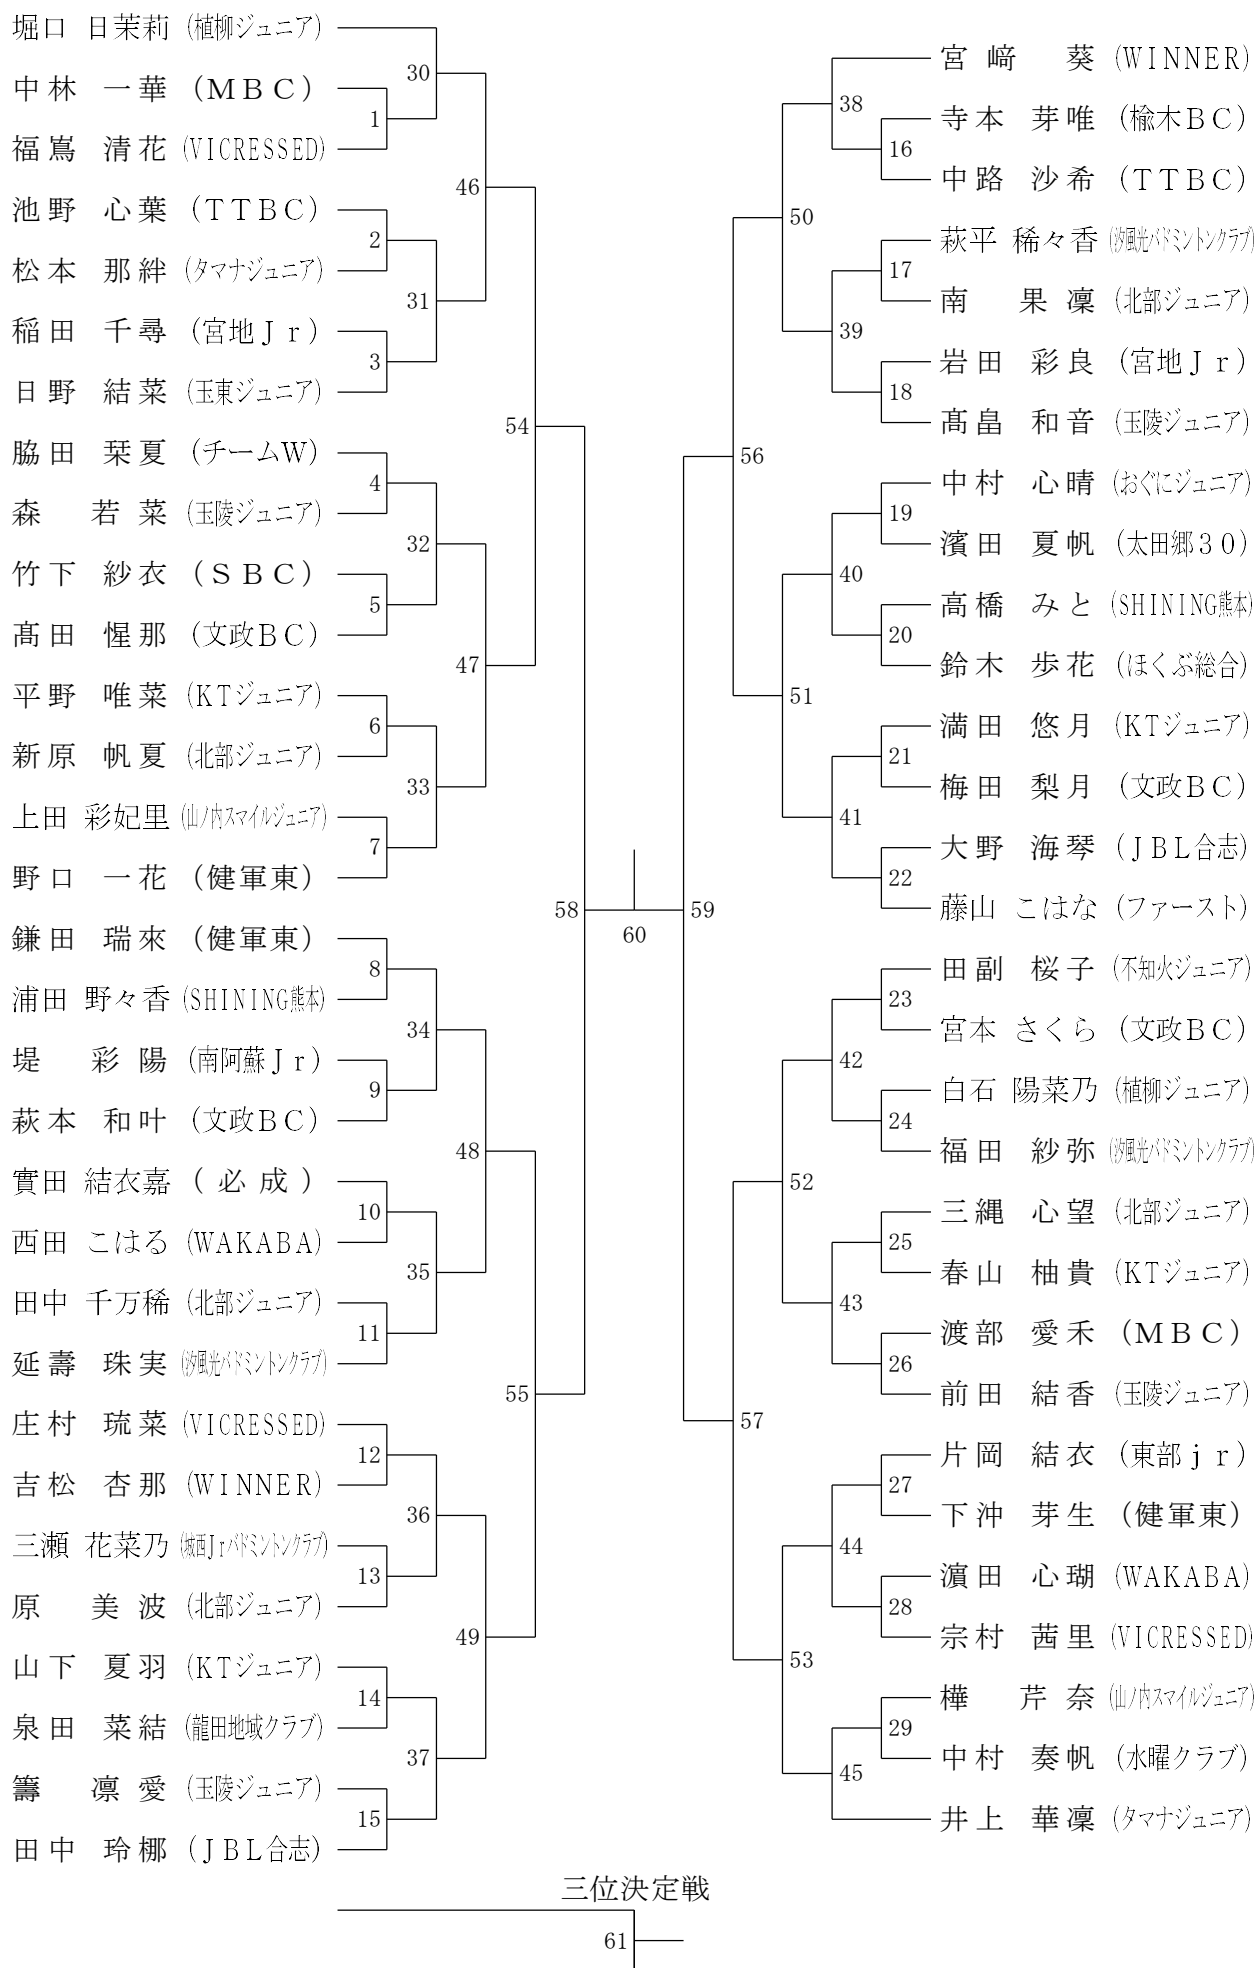 堀口 日茉莉 (植柳ジュニア)
中林 一華 (ＭＢＣ)
福嶌 清花 (VICRESSED)
池野 心葉 (ＴＴＢＣ)
松本 那絆 (タマナジュニア)
稲田 千尋 (宮地Ｊｒ)
日野 結菜 (玉東ジュニア)
脇田 栞夏 (チームW)
森 若菜 (玉陵ジュニア)
竹下 紗衣 (ＳＢＣ)
髙田 惺那 (文政ＢＣ)
平野 唯菜 (KTジュニア)
新原 帆夏 (北部ジュニア)
上田 彩妃里 (山ノ内スマイルジュニア)
野口 一花 (健軍東)
鎌田 瑞來 (健軍東)
浦田 野々香 (SHINING熊本)
堤 彩陽 (南阿蘇Ｊｒ)
萩本 和叶 (文政ＢＣ)
實田 結衣嘉 (必成)
西田 こはる (WAKABA)
田中 千万稀 (北部ジュニア)
延壽 珠実 (汐風光バドミントンクラブ)
庄村 琉菜 (VICRESSED)
吉松 杏那 (WINNER)
三瀬 花菜乃 (城西Jrバドミントンクラブ)
原 美波 (北部ジュニア)
山下 夏羽 (KTジュニア)
泉田 菜結 (龍田地域クラブ)
籌 凛愛 (玉陵ジュニア)
田中 玲梛 (ＪＢＬ合志)
1
2
3
4
5
6
7
8
9
10
11
12
13
14
15
30
31
32
33
34
35
36
37
46
47
48
49
54
55
58
60
59
56
57
50
51
52
53
38
39
40
41
42
43
44
45
16
17
18
19
20
21
22
23
24
25
26
27
28
29
宮﨑 葵 (WINNER)
寺本 芽唯 (楡木ＢＣ)
中路 沙希 (ＴＴＢＣ)
萩平 稀々香 (汐風光バドミントンクラブ)
南 果凜 (北部ジュニア)
岩田 彩良 (宮地Ｊｒ)
髙畠 和音 (玉陵ジュニア)
中村 心晴 (おぐにジュニア)
濱田 夏帆 (太田郷３０)
高橋 みと (SHINING熊本)
鈴木 歩花 (ほくぶ総合)
満田 悠月 (KTジュニア)
梅田 梨月 (文政ＢＣ)
大野 海琴 (ＪＢＬ合志)
藤山 こはな (ファースト)
田副 桜子 (不知火ジュニア)
宮本 さくら (文政ＢＣ)
白石 陽菜乃 (植柳ジュニア)
福田 紗弥 (汐風光バドミントンクラブ)
三縄 心望 (北部ジュニア)
春山 柚貴 (KTジュニア)
渡部 愛禾 (ＭＢＣ)
前田 結香 (玉陵ジュニア)
片岡 結衣 (東部ｊｒ)
下沖 芽生 (健軍東)
濵田 心瑚 (WAKABA)
宗村 茜里 (VICRESSED)
樺 芹奈 (山ノ内スマイルジュニア)
中村 奏帆 (水曜クラブ)
井上 華凜 (タマナジュニア)
三位決定戦
61